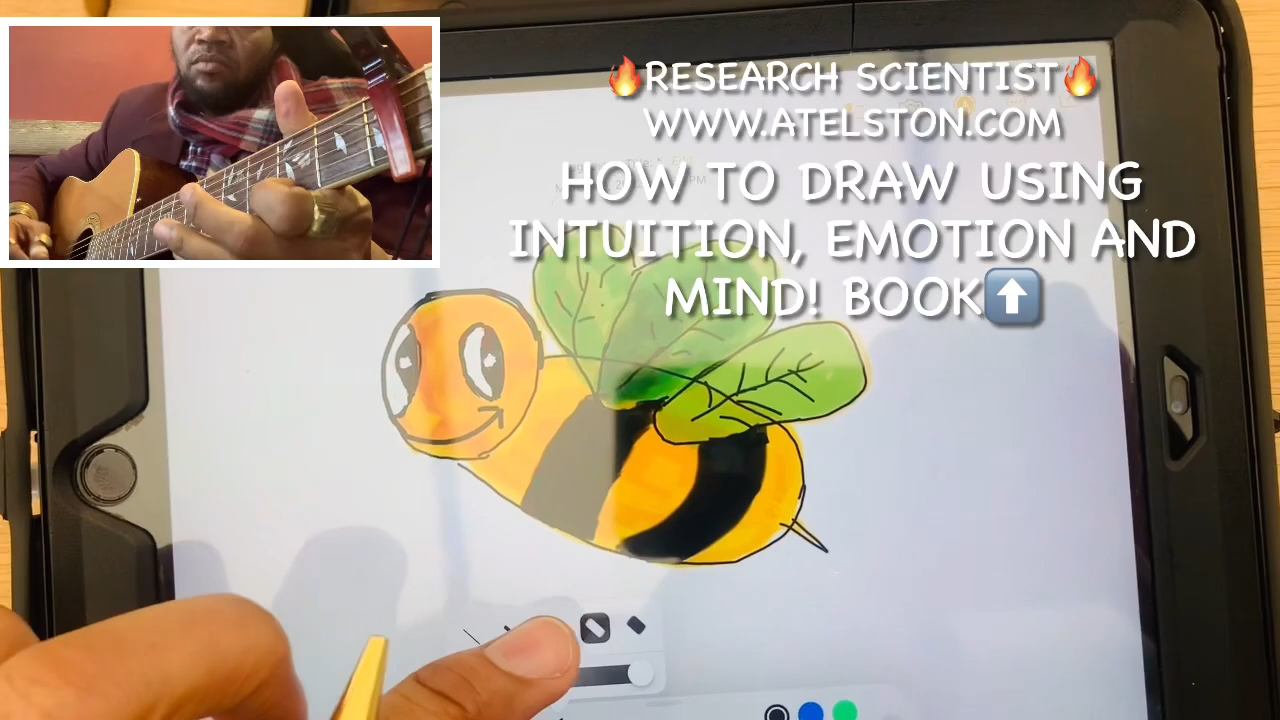 🔥RESEARCH SCIENTIST🔥
WWW.ATELSTON.COM
HOW TO DRAW USING
INTUITION, EMOTION AND
MIND! BOOK⬆️